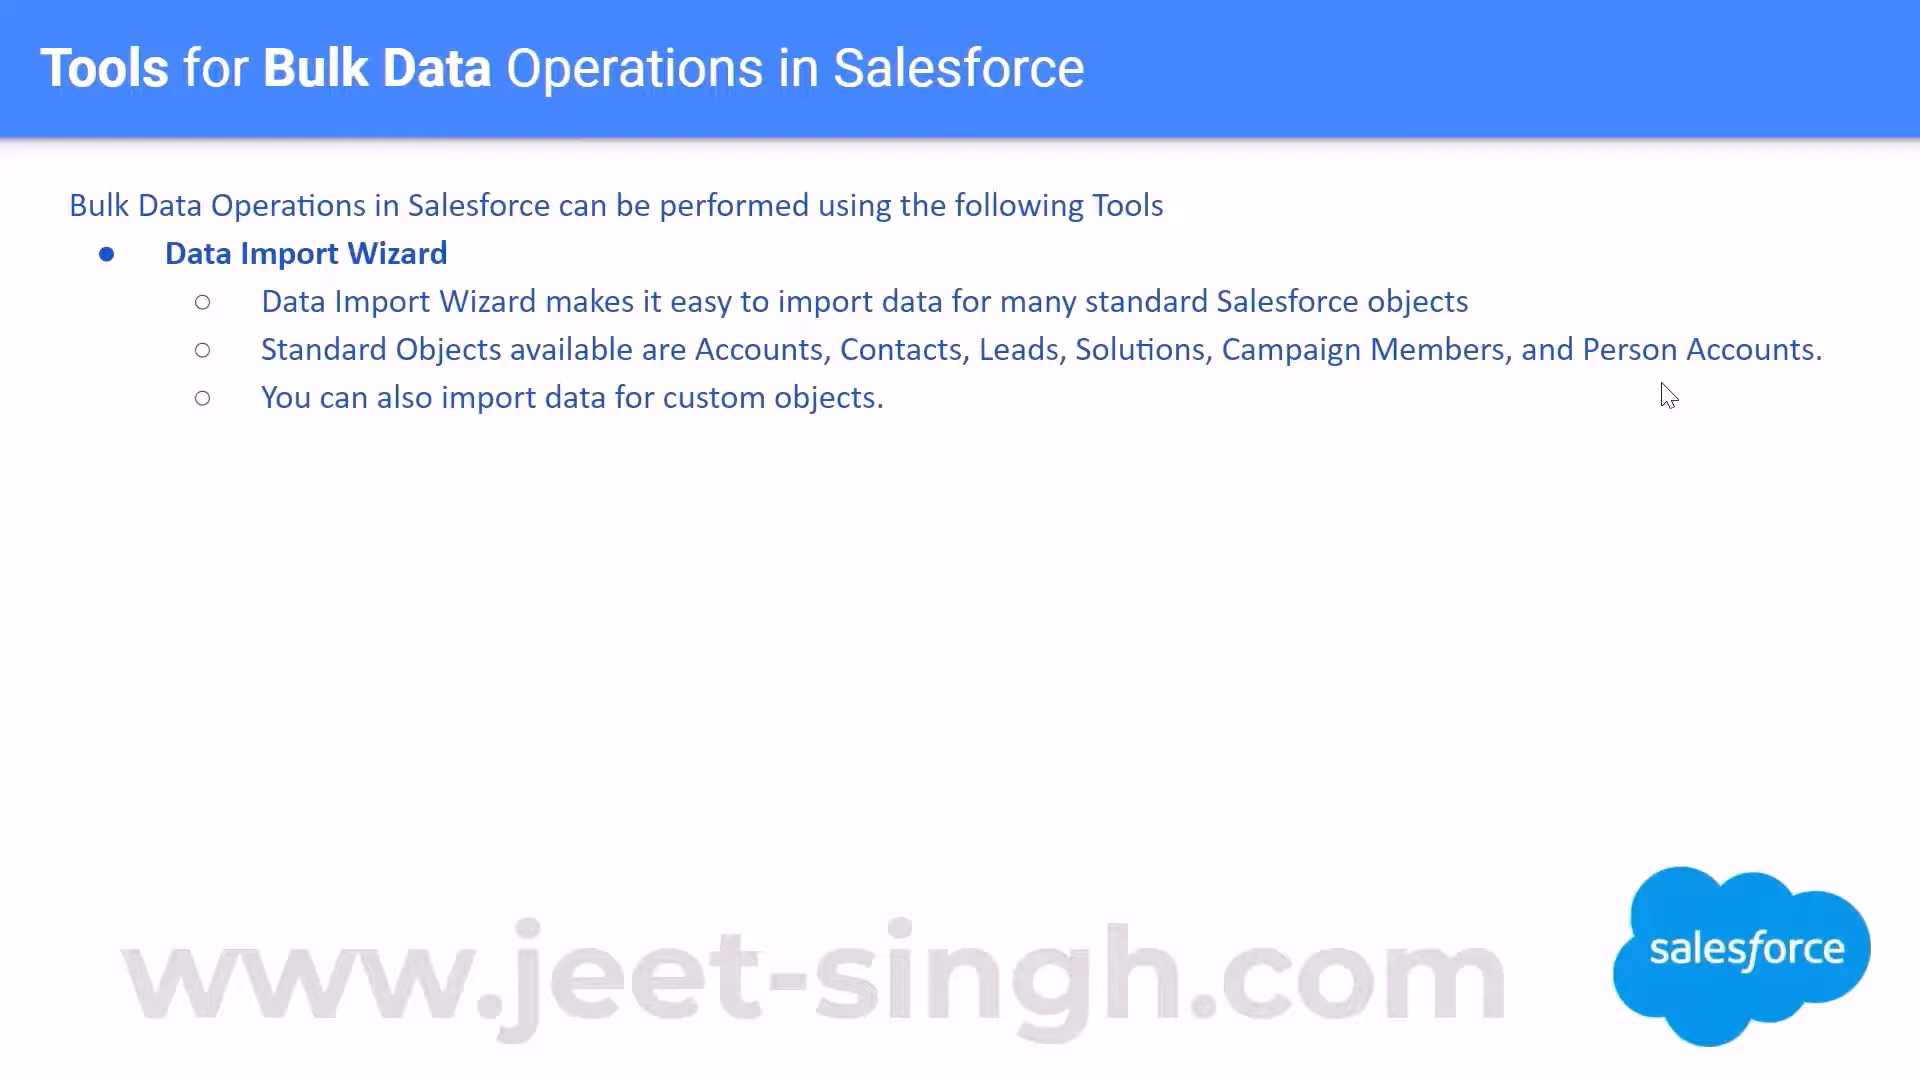 Tools for Bulk Data Operations in Salesforce
Bulk Data Operations in Salesforce can be performed using the following Tools
● Data Import Wizard
○ Data Import Wizard makes it easy to import data for many standard Salesforce objects
○ Standard Objects available are Accounts, Contacts, Leads, Solutions, Campaign Members, and Person Accounts.
○ You can also import data for custom objects.
www.jeet-singh.com
salesforce